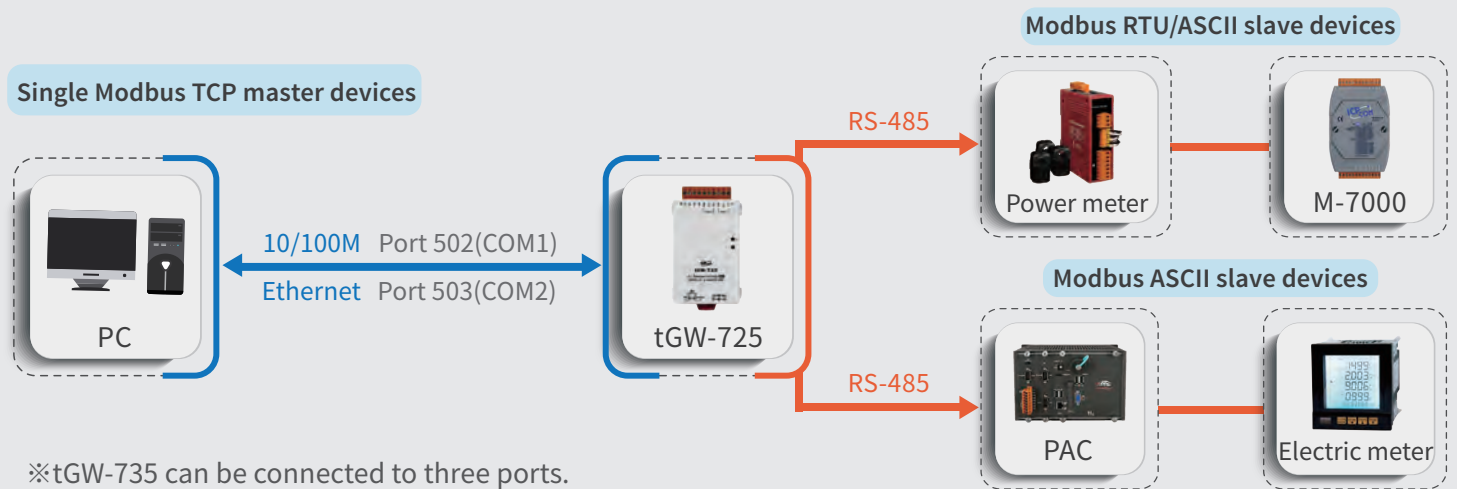 Modbus RTU/ASCII slave devices
Single Modbus TCP master devices
RS-485
Power meter
M-7000
10/100M Port 502(COM1)
Ethernet Port 503(COM2)
PC
tGW-725
Modbus ASCII slave devices
RS-485
PAC
Electric meter
※tGW-735 can be connected to three ports.